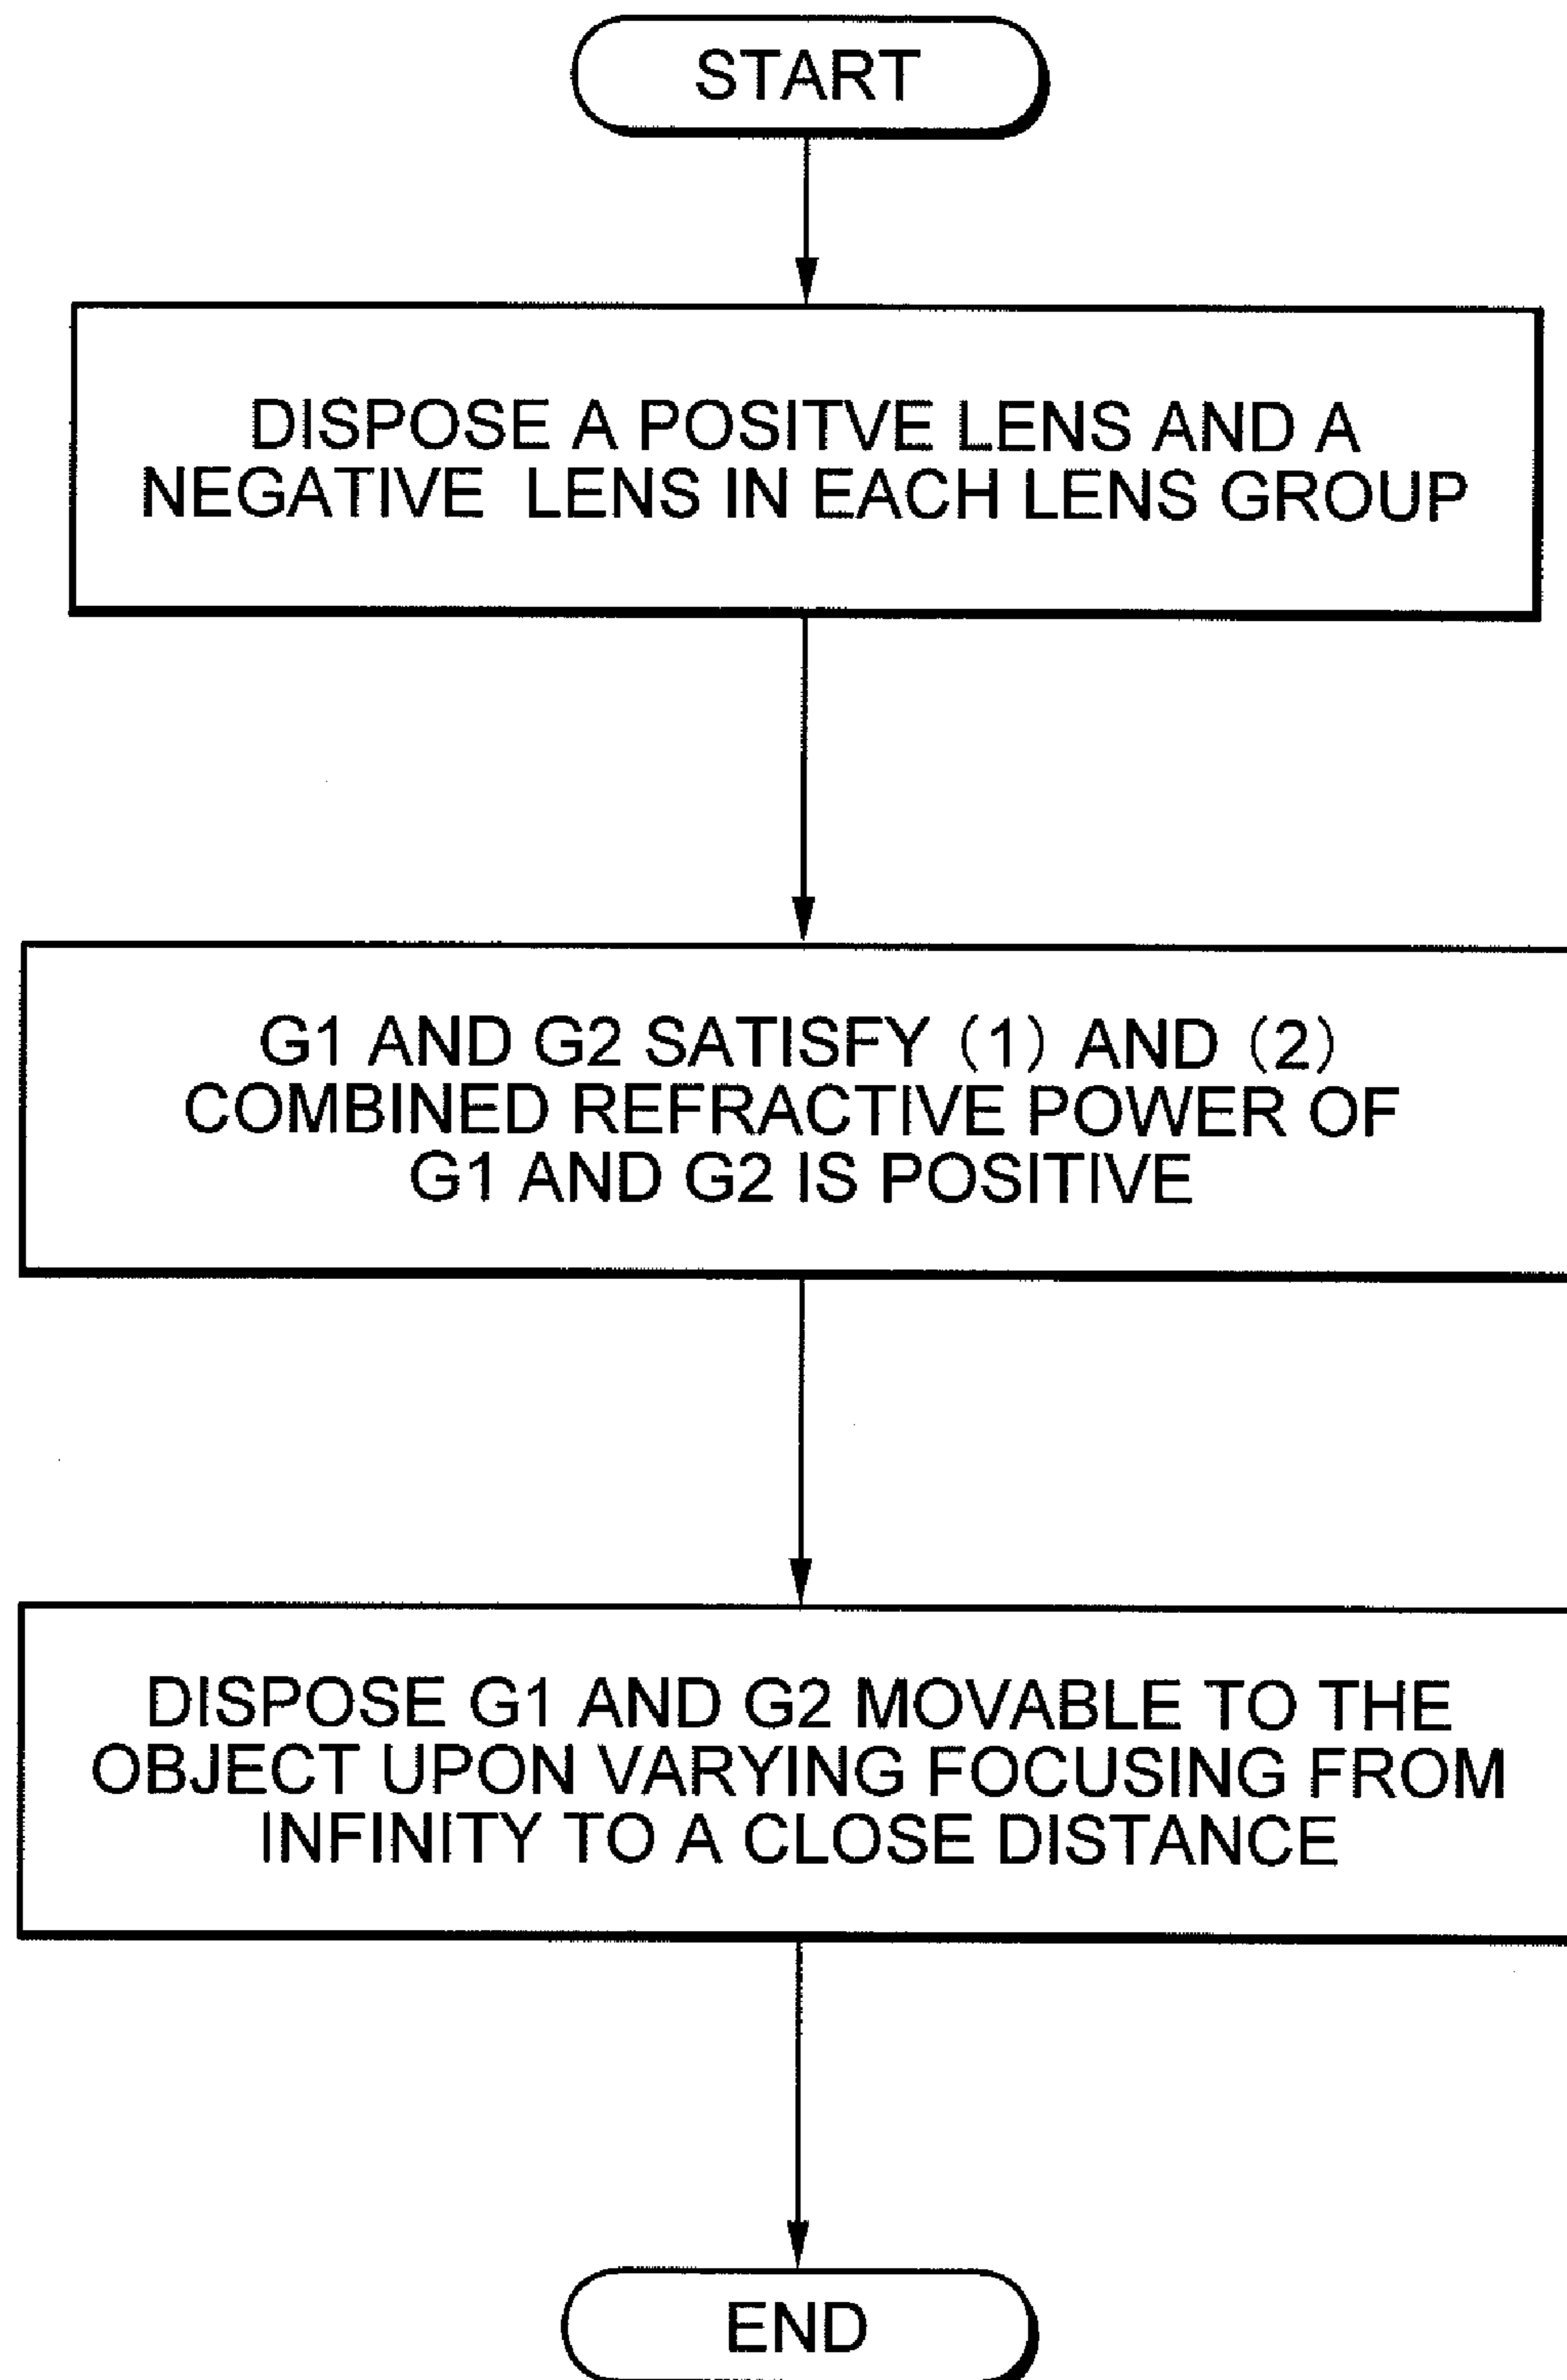 START
DISPOSE A POSITVE LENS AND A
NEGATIVE LENS IN EACH LENS GROUP
G1 AND G2 SATISFY (1) AND (2)
COMBINED REFRACTIVE POWER OF
G1 AND G2 IS POSITIVE
DISPOSE G1 AND G2 MOVABLE TO THE
OBJECT UPON VARYING FOCUSING FROM
INFINITY TO A CLOSE DISTANCE
END